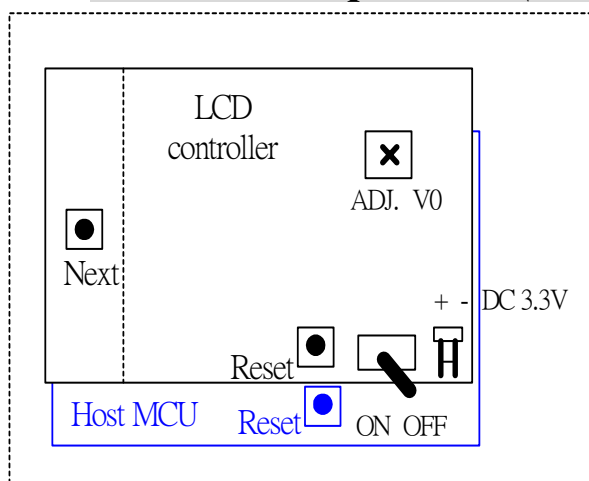 LCD
controller
ADJ. V0
Next
+ - DC 3.3V
Reset
Host MCU
Reset
ON OFF